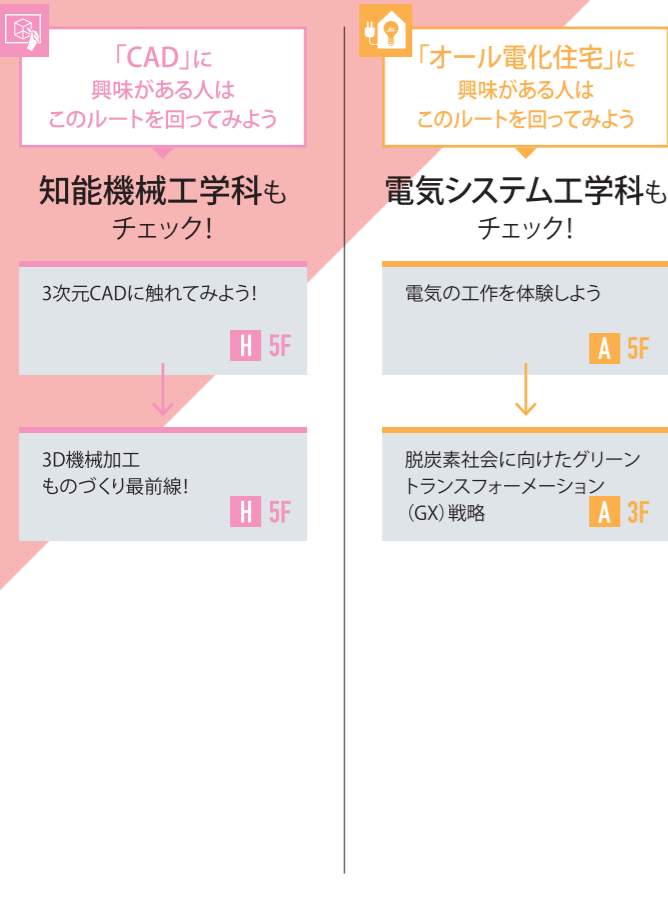 「CAD」に
興味がある人は
このルートを回ってみよう
知能機械工学科も
チェック!
3次元CADに触れてみよう!
H 5F
3D機械加工
ものづくり最前線!
H 5F
「オール電化住宅」に
興味がある人は
このルートを回ってみよう
電気システム工学科も
チェック!
電気の工作を体験しよう
A 5F
脱炭素社会に向けたグリーン
トランスフォーメーション
(GX)戦略
A 3F